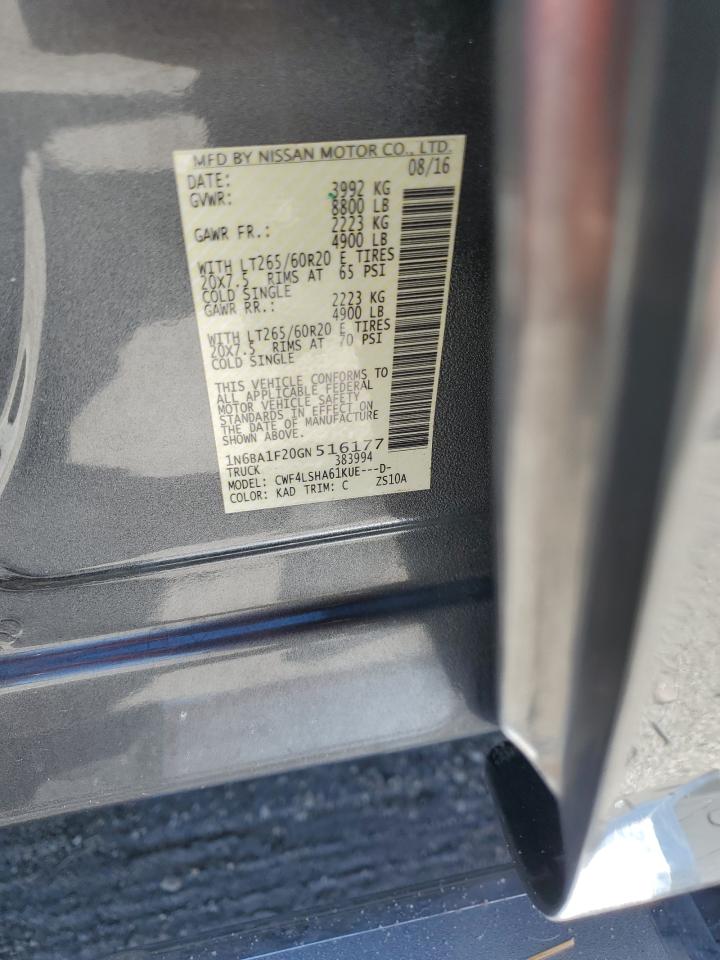 MFD BY NISSAN MOTOR CO., LTD.
DATE: 08/16
GVWR: 3992 KG
8800 LB
GAWR FR.: 2223 KG
4900 LB
WITH LT265/60R20 E TIRES
20X7.5 RIMS AT 65 PSI
COLD SINGLE
GAWR RR.: 2223 KG
4900 LB
WITH LT265/60R20 E TIRES
20X7.5 RIMS AT 70 PSI
COLD SINGLE
THIS VEHICLE CONFORMS TO
ALL APPLICABLE FEDERAL
MOTOR VEHICLE SAFETY
STANDARDS IN EFFECT ON
THE DATE OF MANUFACTURE
SHOWN ABOVE.
1N6BA1F20GN516177
TRUCK 383994
MODEL: CWF4LSHA61KUE---D-
COLOR: KAD TRIM: C ZS10A